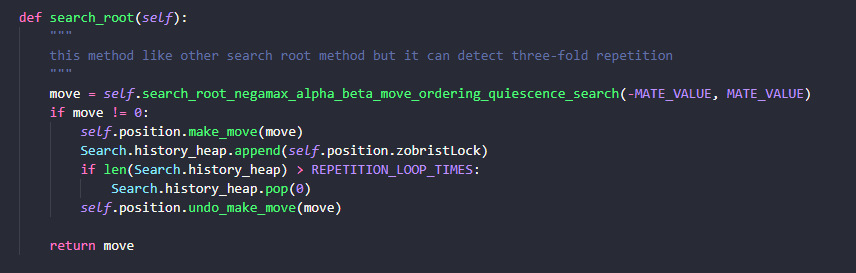 def search_root(self):
    """
    this method like other search root method but it can detect three-fold repetition
    """
    move = self.search_root_negamax_alpha_beta_move_ordering_quiescence_search(-MATE_VALUE, MATE_VALUE)
    if move != 0:
        self.position.make_move(move)
        Search.history_heap.append(self.position.zobristLock)
        if len(Search.history_heap) > REPETITION_LOOP_TIMES:
            Search.history_heap.pop(0)
        self.position.undo_make_move(move)

    return move